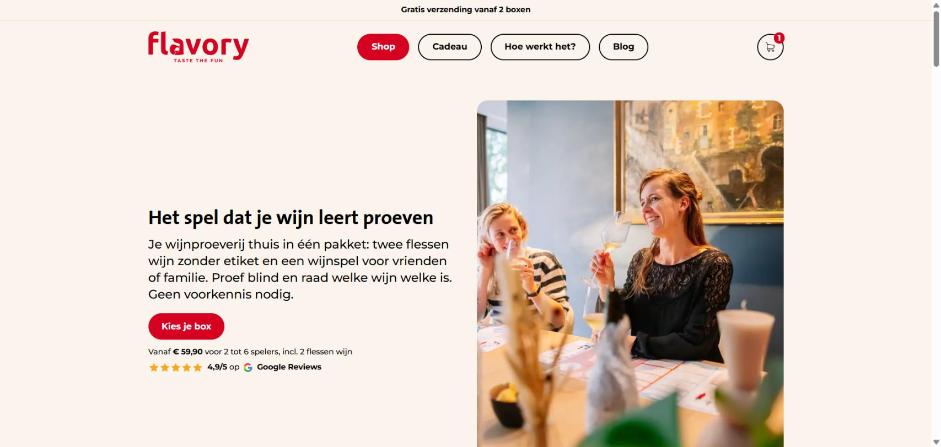 Gratis verzending vanaf 2 boxen
flavory
TASTE THE FUN
Shop
Cadeau
Hoe werkt het?
Blog
1
Het spel dat je wijn leert proeven
Je wijnproeverij thuis in één pakket: twee flessen
wijn zonder etiket en een wijnspel voor vrienden
of familie. Proef blind en raad welke wijn welke is.
Geen voorkennis nodig.
Kies je box
Vanaf € 59,90 voor 2 tot 6 spelers, incl. 2 flessen wijn
4,9/5 op Google Reviews